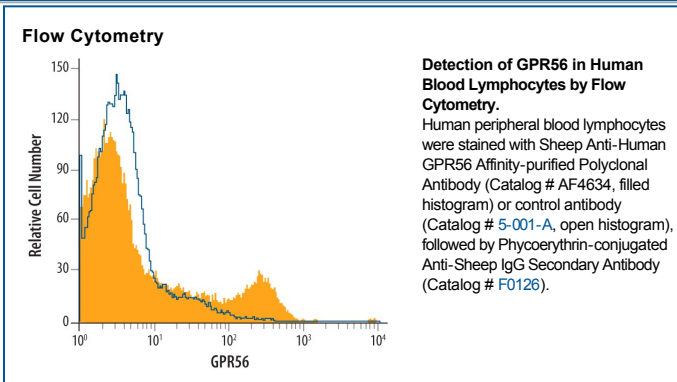 Flow Cytometry
150
120
90
60
30
0
Relative Cell Number
10⁰ 10¹ 10² 10³ 10⁴
GPR56
Detection of GPR56 in Human
Blood Lymphocytes by Flow
Cytometry.
Human peripheral blood lymphocytes
were stained with Sheep Anti-Human
GPR56 Affinity-purified Polyclonal
Antibody (Catalog # AF4634, filled
histogram) or control antibody
(Catalog # 5-001-A, open histogram),
followed by Phycoerythrin-conjugated
Anti-Sheep IgG Secondary Antibody
(Catalog # F0126).